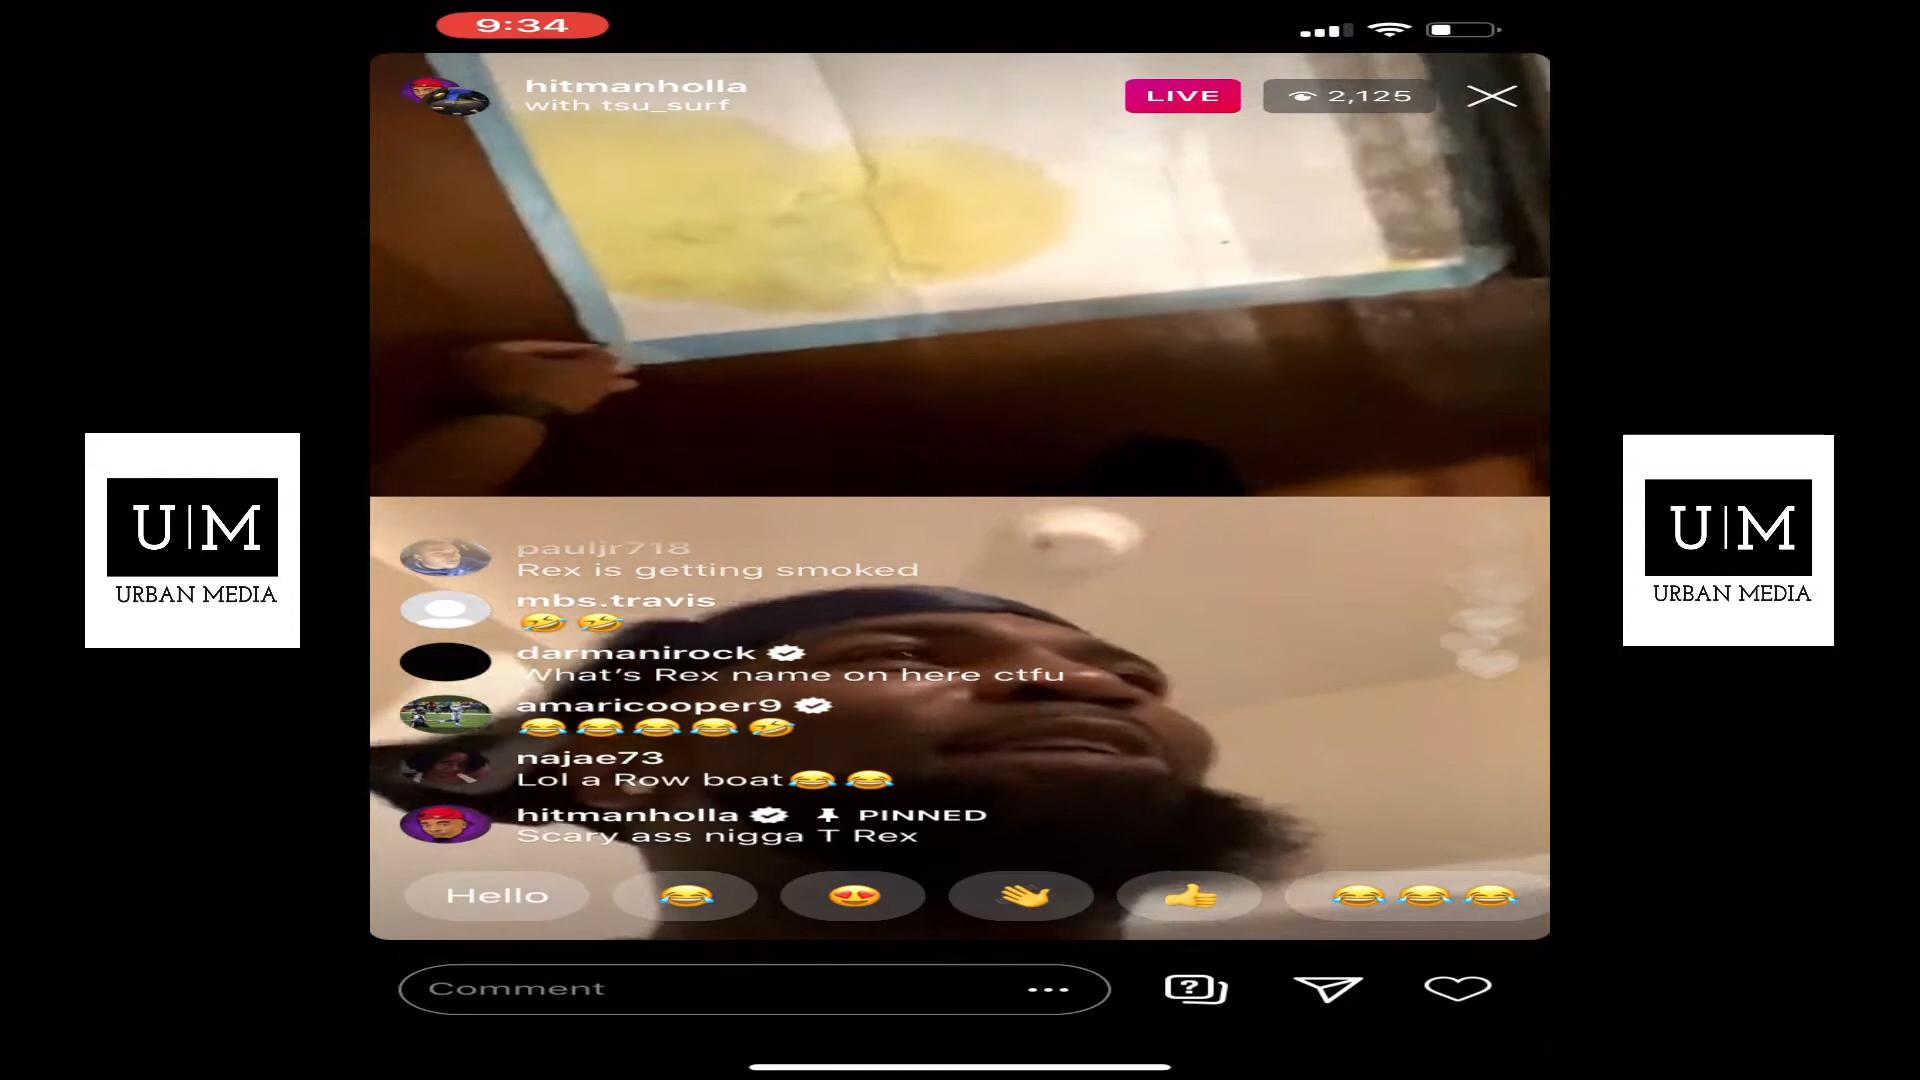 9:34
hitmanholla
with tsu_surf
LIVE
2,125
U|M
URBAN MEDIA
pauljr718
Rex is getting smoked
mbs.travis
🤣🤣
darmanirock
What's Rex name on here ctfu
amaricooper9
😂😂😂😂🤣
najae73
Lol a Row boat😂😂
hitmanholla PINNED
Scary ass nigga T Rex
Hello 😂 😍 👋 👍 😂😂😂
Comment
U|M
URBAN MEDIA